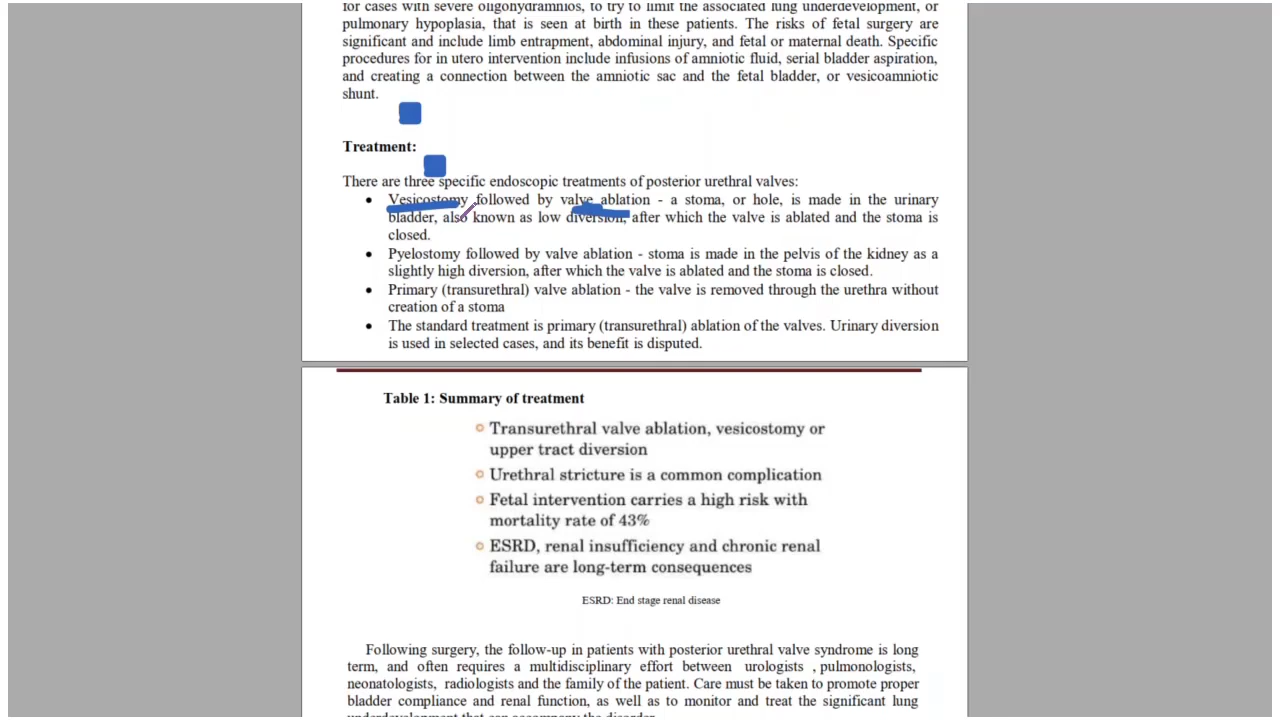 for cases with severe oligohydramnios, to try to limit the associated lung underdevelopment, or
pulmonary hypoplasia, that is seen at birth in these patients. The risks of fetal surgery are
significant and include limb entrapment, abdominal injury, and fetal or maternal death. Specific
procedures for in utero intervention include infusions of amniotic fluid, serial bladder aspiration,
and creating a connection between the amniotic sac and the fetal bladder, or vesicoamniotic
shunt.
Treatment:
There are three specific endoscopic treatments of posterior urethral valves:
• Vesicostomy followed by valve ablation - a stoma, or hole, is made in the urinary
bladder, also known as low diversion, after which the valve is ablated and the stoma is
closed.
• Pyelostomy followed by valve ablation - stoma is made in the pelvis of the kidney as a
slightly high diversion, after which the valve is ablated and the stoma is closed.
• Primary (transurethral) valve ablation - the valve is removed through the urethra without
creation of a stoma
• The standard treatment is primary (transurethral) ablation of the valves. Urinary diversion
is used in selected cases, and its benefit is disputed.
Table 1: Summary of treatment
Transurethral valve ablation, vesicostomy or
upper tract diversion
Urethral stricture is a common complication
Fetal intervention carries a high risk with
mortality rate of 43%
ESRD, renal insufficiency and chronic renal
failure are long-term consequences
ESRD: End stage renal disease
Following surgery, the follow-up in patients with posterior urethral valve syndrome is long
term, and often requires a multidisciplinary effort between urologists , pulmonologists,
neonatologists, radiologists and the family of the patient. Care must be taken to promote proper
bladder compliance and renal function, as well as to monitor and treat the significant lung
underdevelopment that can accompany the disorder.